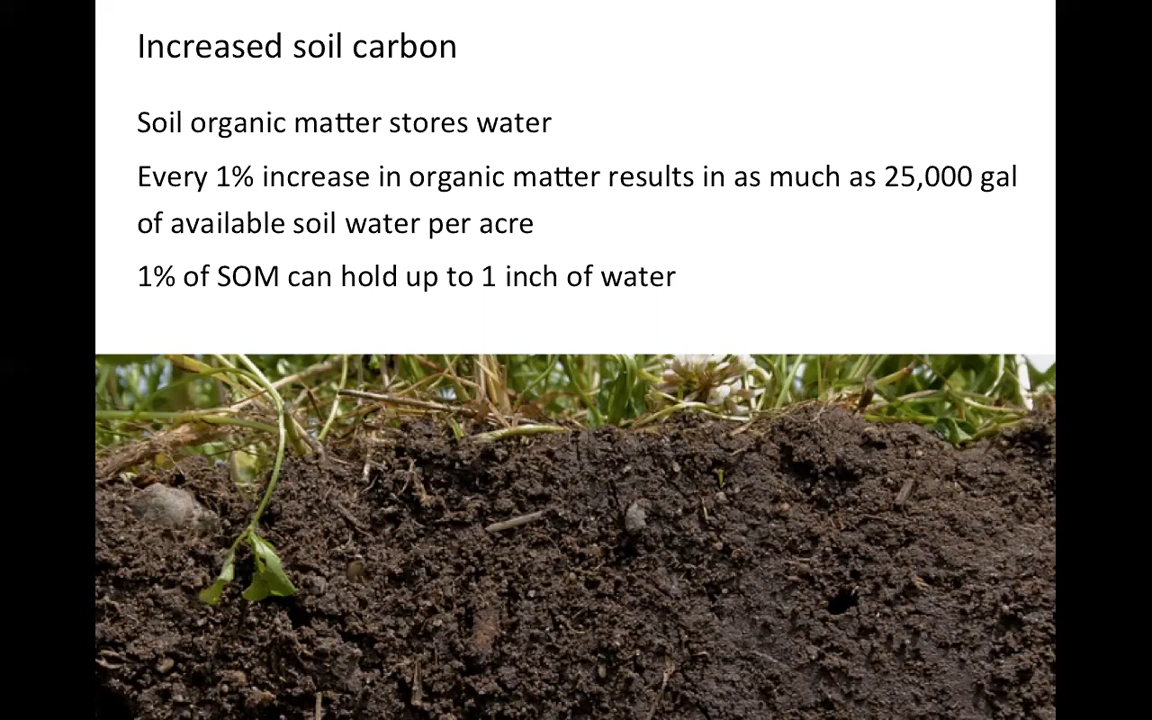 Increased soil carbon
Soil organic matter stores water
Every 1% increase in organic matter results in as much as 25,000 gal
of available soil water per acre
1% of SOM can hold up to 1 inch of water